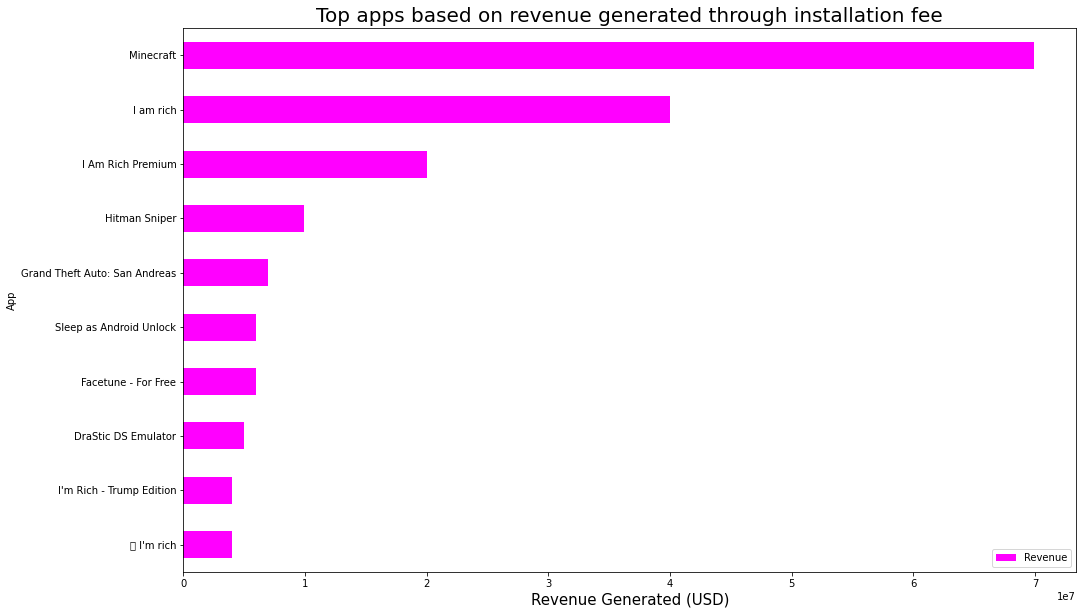 Top apps based on revenue generated through installation fee
Minecraft
I am rich
I Am Rich Premium
Hitman Sniper
Grand Theft Auto: San Andreas
Sleep as Android Unlock
Facetune - For Free
DraStic DS Emulator
I'm Rich - Trump Edition
I'm rich
App
Revenue
0 1 2 3 4 5 6 7
1e7
Revenue Generated (USD)